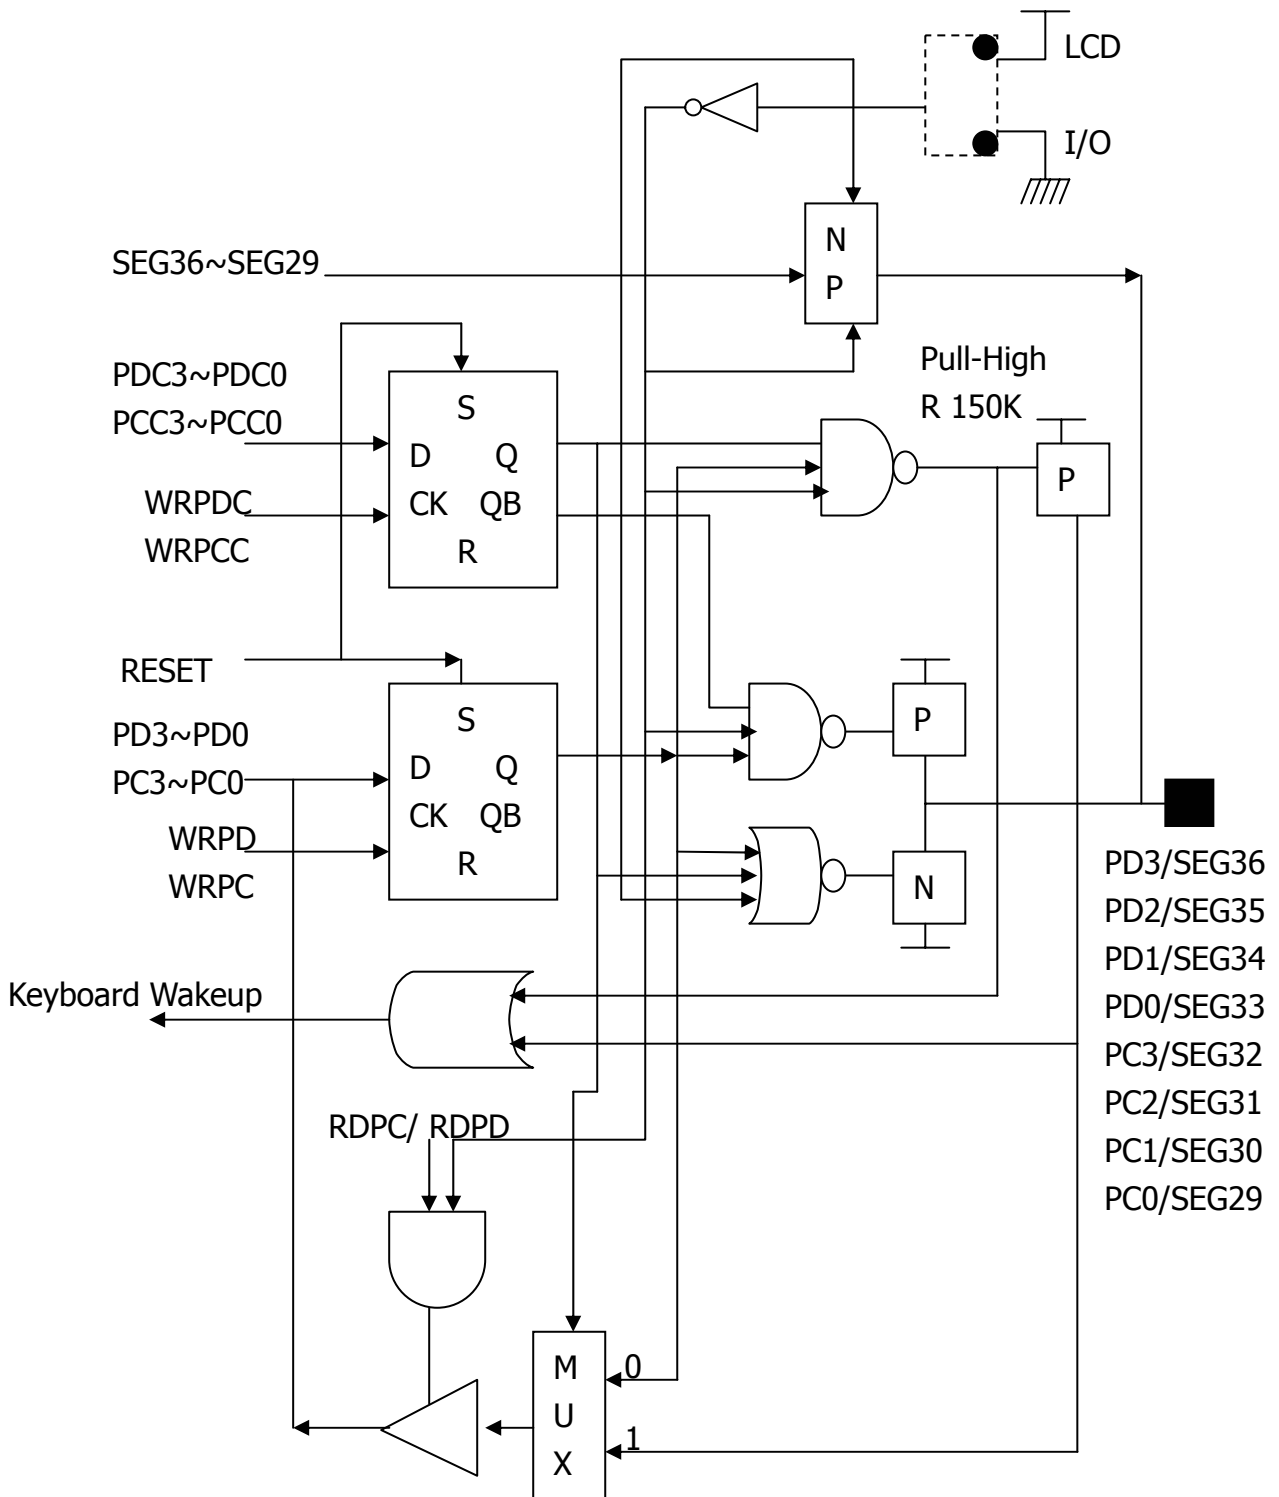 LCD
I/O
N
P
SEG36~SEG29
Pull-High
R 150K
PDC3~PDC0
PCC3~PCC0
S
D Q
CK QB
R
P
WRPDC
WRPCC
RESET
PD3~PD0
PC3~PC0
S
D Q
CK QB
R
P
WRPD
WRPC
N
PD3/SEG36
PD2/SEG35
PD1/SEG34
PD0/SEG33
PC3/SEG32
PC2/SEG31
PC1/SEG30
PC0/SEG29
Keyboard Wakeup
RDPC/ RDPD
M
U
X
0
1